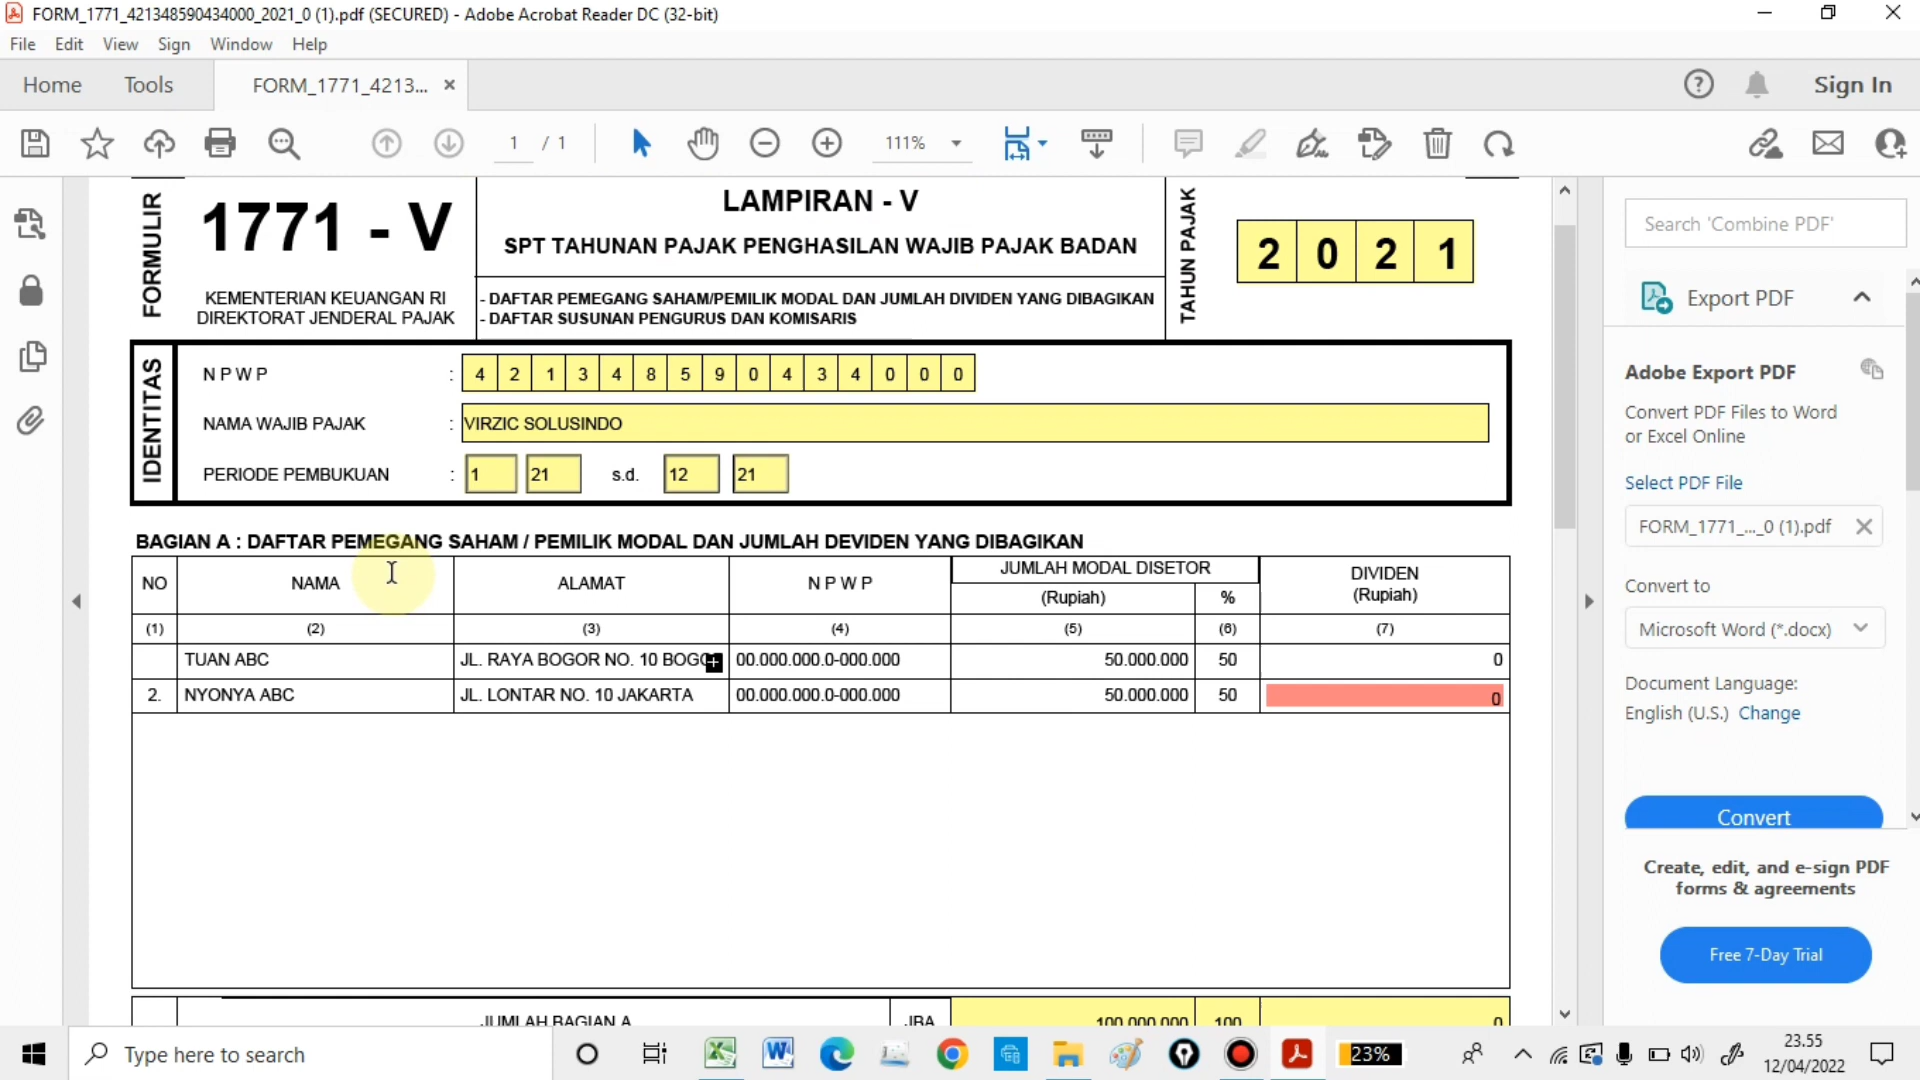 FORM_1771_421348590434000_2021_0 (1).pdf (SECURED) - Adobe Acrobat Reader DC (32-bit)
File Edit View Sign Window Help
Home Tools FORM_1771_4213... × Sign In
1 / 1 111%
FORMULIR
1771 - V
KEMENTERIAN KEUANGAN RI
DIREKTORAT JENDERAL PAJAK
LAMPIRAN - V
SPT TAHUNAN PAJAK PENGHASILAN WAJIB PAJAK BADAN
- DAFTAR PEMEGANG SAHAM/PEMILIK MODAL DAN JUMLAH DIVIDEN YANG DIBAGIKAN
- DAFTAR SUSUNAN PENGURUS DAN KOMISARIS
TAHUN PAJAK
2 0 2 1
IDENTITAS
N P W P : 4 2 1 3 4 8 5 9 0 4 3 4 0 0 0
NAMA WAJIB PAJAK : VIRZIC SOLUSINDO
PERIODE PEMBUKUAN : 1 21 s.d. 12 21
BAGIAN A : DAFTAR PEMEGANG SAHAM / PEMILIK MODAL DAN JUMLAH DEVIDEN YANG DIBAGIKAN
NO NAMA ALAMAT N P W P JUMLAH MODAL DISETOR DIVIDEN
(Rupiah) % (Rupiah)
(1) (2) (3) (4) (5) (6) (7)
TUAN ABC JL. RAYA BOGOR NO. 10 00.000.000.0-000.000 50.000.000 50 0
2. NYONYA ABC JL. LONTAR NO. 10 JAKARTA 00.000.000.0-000.000 50.000.000 50 0
JUMLAH BAGIAN A JBA 100.000.000 100 0
Search 'Combine PDF'
Export PDF
Adobe Export PDF
Convert PDF Files to Word
or Excel Online
Select PDF File
FORM_1771_..._0 (1).pdf
Convert to
Microsoft Word (*.docx)
Document Language:
English (U.S.) Change
Convert
Create, edit, and e-sign PDF
forms & agreements
Free 7-Day Trial
Type here to search
23%
23.55
12/04/2022